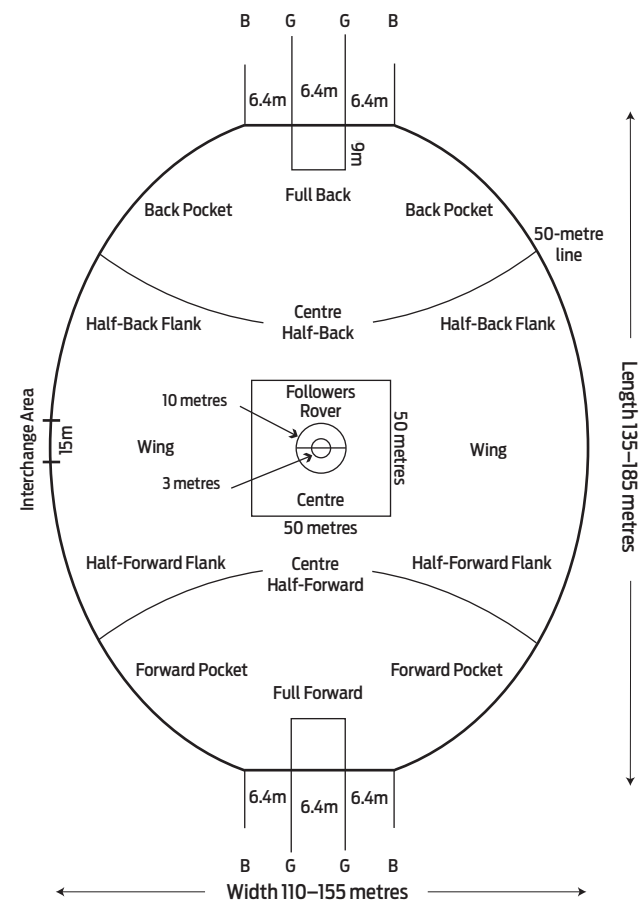 B G G B
6.4m 6.4m 6.4m
9m
Full Back
Back Pocket Back Pocket
50-metre
line
Centre
Half-Back
Half-Back Flank Half-Back Flank
Followers
Rover
10 metres
50 metres
Interchange Area
15m
Wing Wing
3 metres
Centre
50 metres
Length 135–185 metres
Half-Forward Flank Half-Forward Flank
Centre
Half-Forward
Forward Pocket Forward Pocket
Full Forward
6.4m 6.4m 6.4m
B G G B
Width 110–155 metres